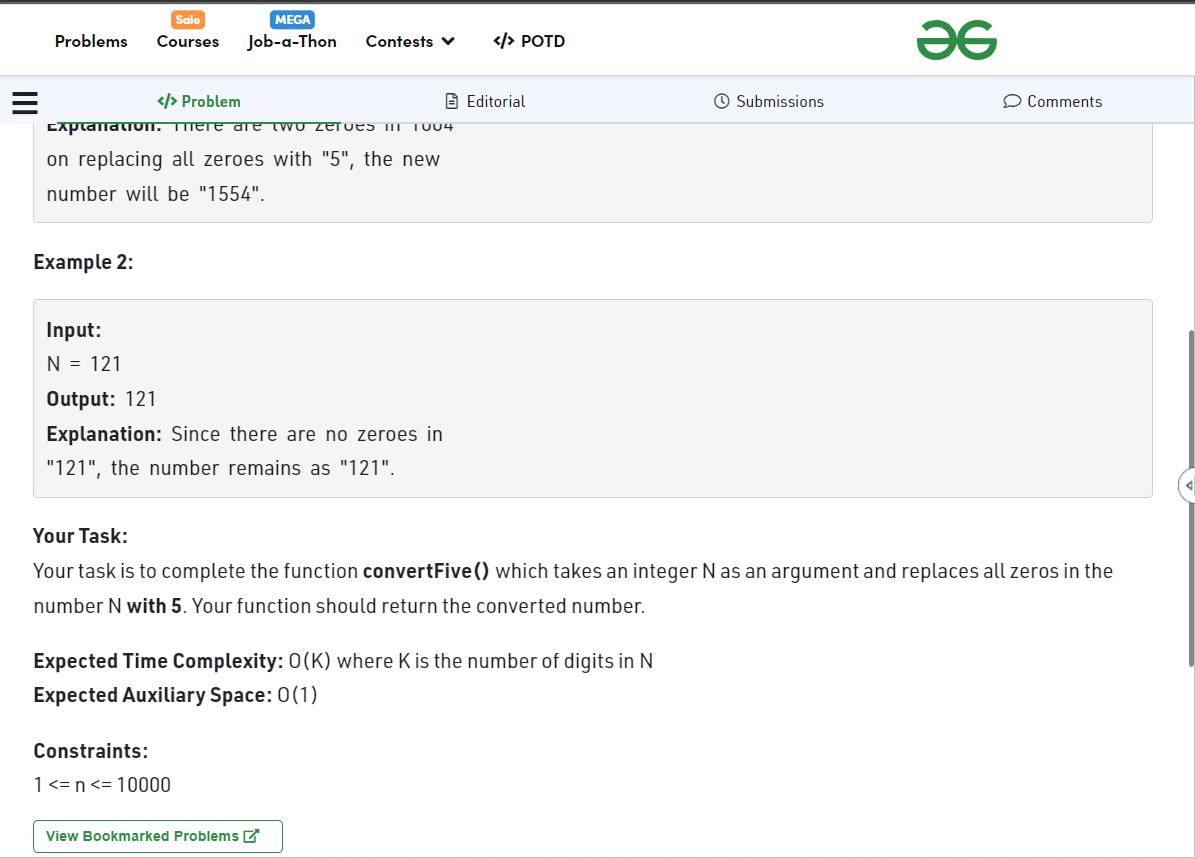 Sale
MEGA
Problems
Courses
Job-a-Thon
Contests
</> POTD
</> Problem
Editorial
Submissions
Comments
Explanation: There are two zeroes in 1004
on replacing all zeroes with "5", the new
number will be "1554".
Example 2:
Input:
N = 121
Output: 121
Explanation: Since there are no zeroes in
"121", the number remains as "121".
Your Task:
Your task is to complete the function convertFive() which takes an integer N as an argument and replaces all zeros in the
number N with 5. Your function should return the converted number.
Expected Time Complexity: O(K) where K is the number of digits in N
Expected Auxiliary Space: O(1)
Constraints:
1 <= n <= 10000
View Bookmarked Problems